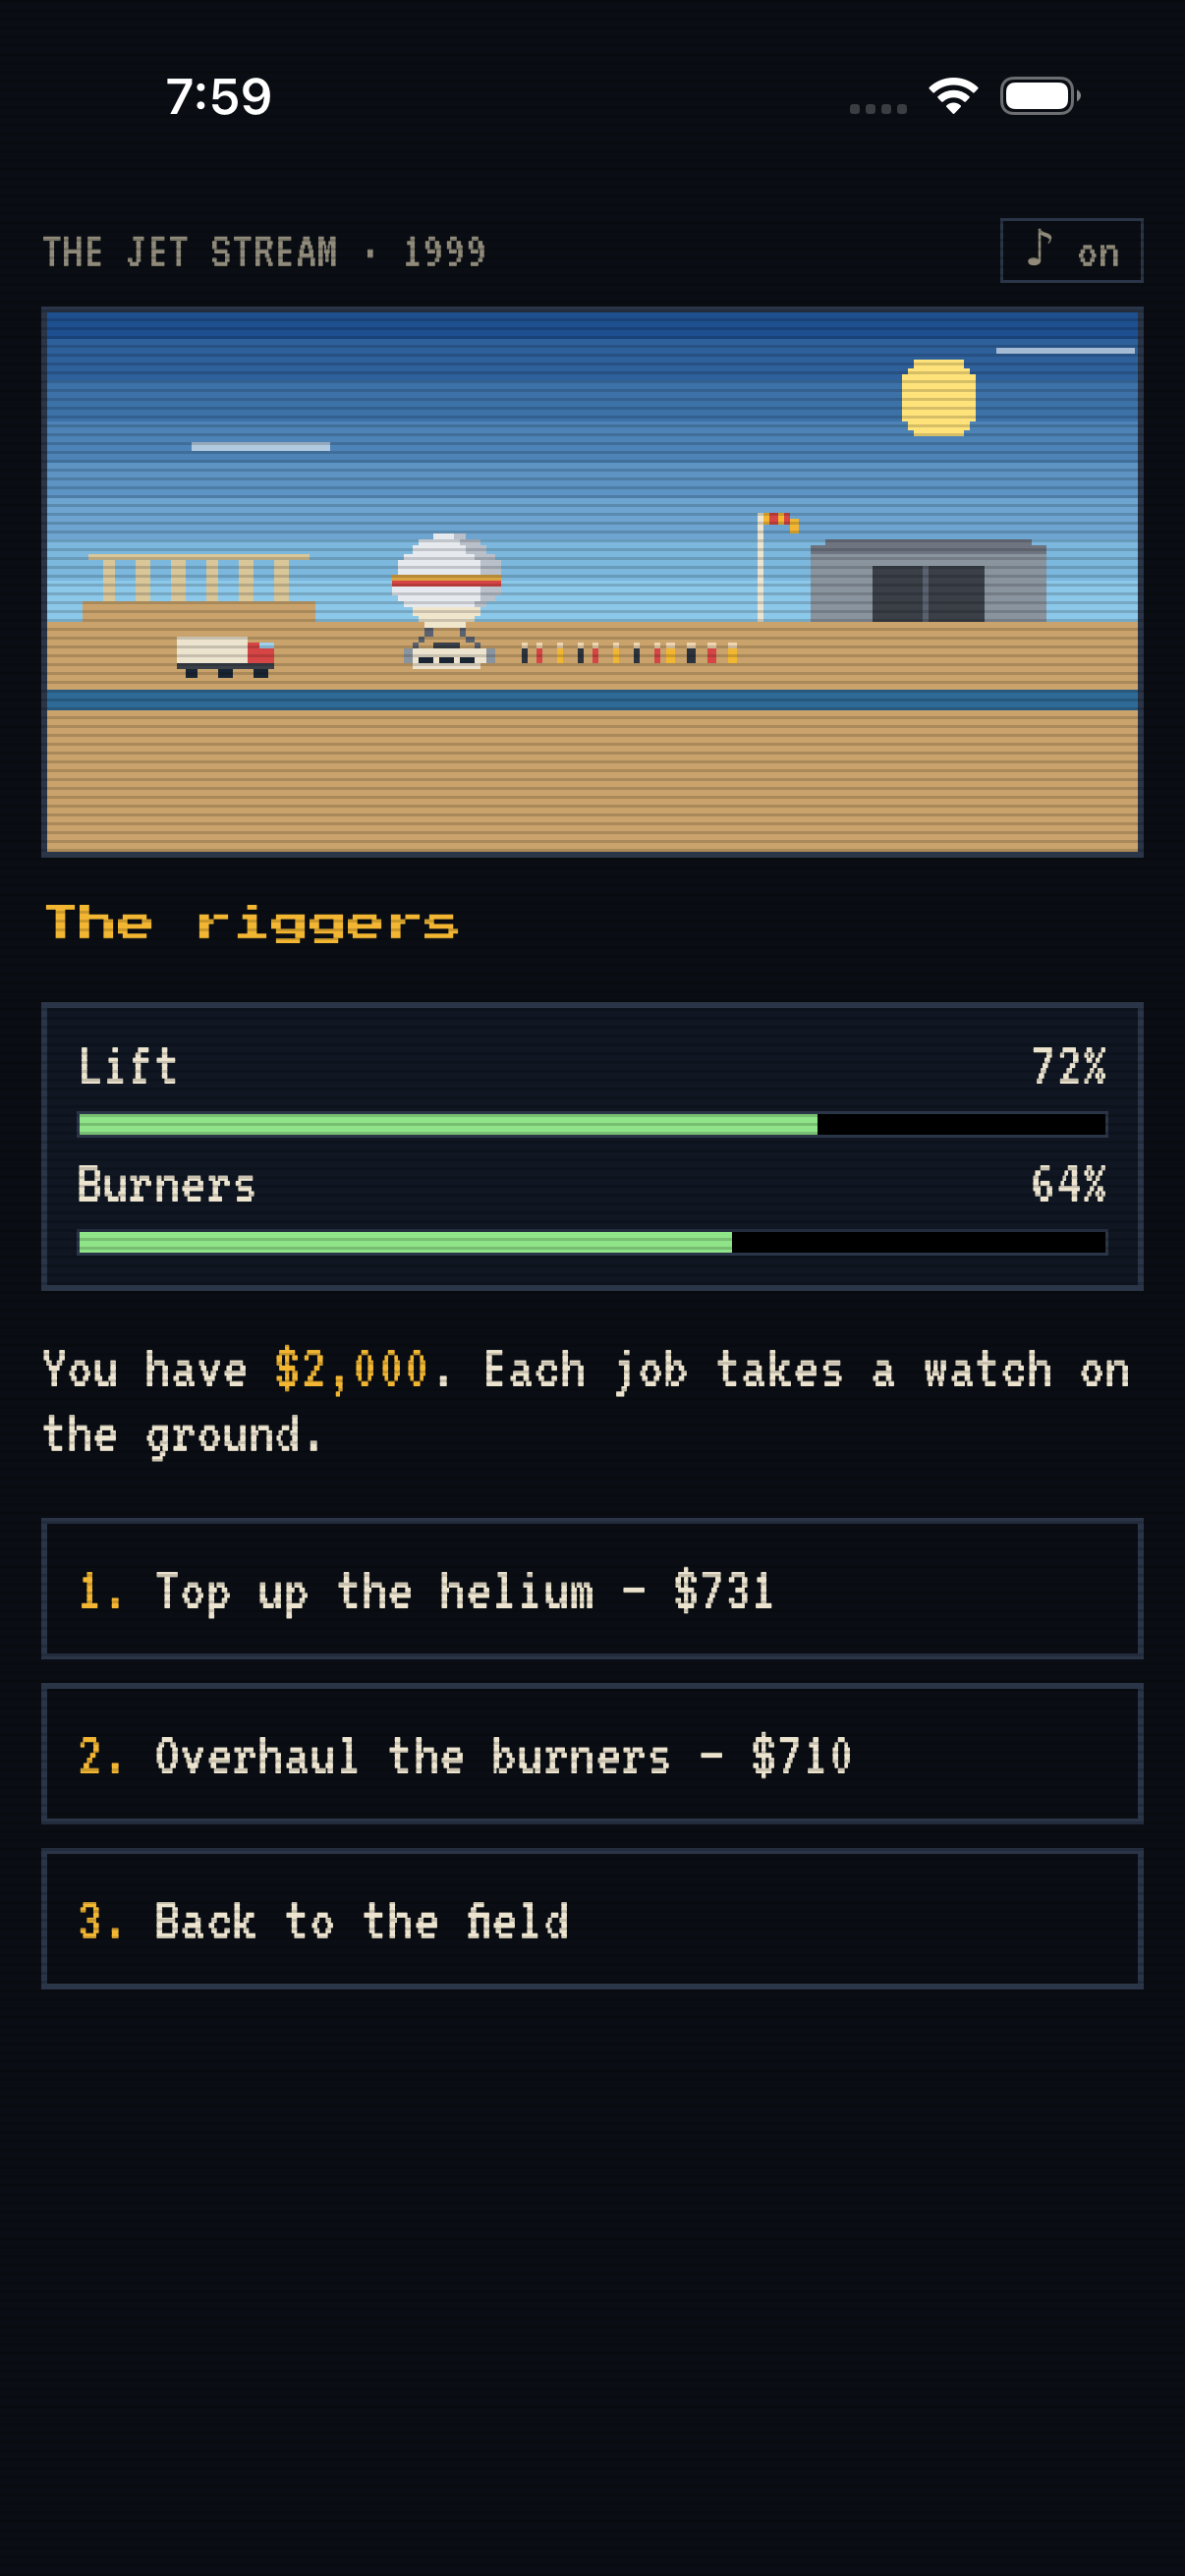 7:59
THE JET STREAM · 1999
♪ on
The riggers
Lift 72%
Burners 64%
You have $2,000. Each job takes a watch on
the ground.
1. Top up the helium – $731
2. Overhaul the burners – $710
3. Back to the field